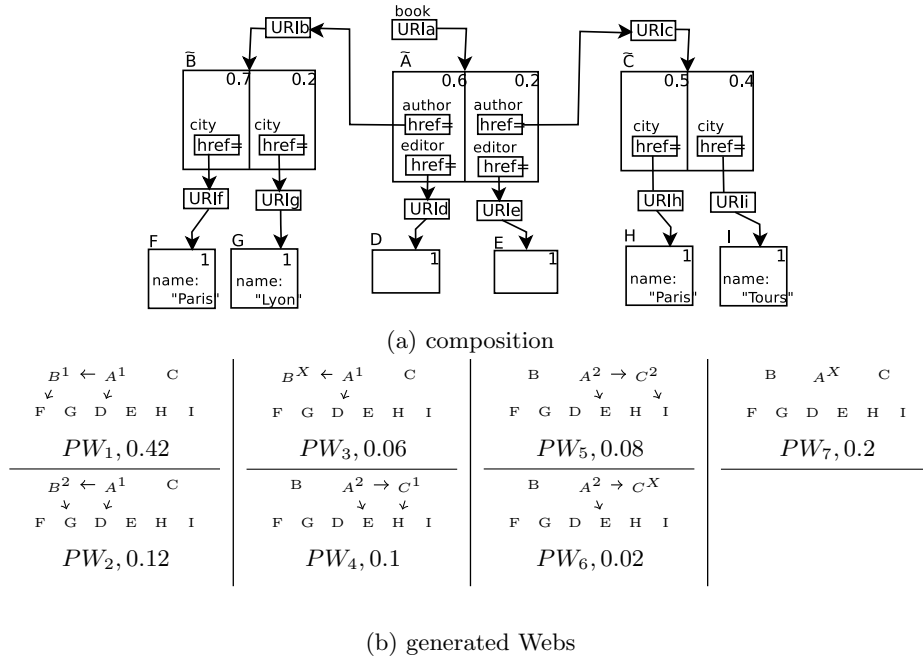 book
URIb URIa URIc
B̃ Ã C̃
0.7 0.2 0.6 0.2 0.5 0.4
author author
city city href= href= city city
href= href= editor editor href= href=
href= href=
URIf URIg URId URIe URIh URIi
F G D E H I
1 1 1 1 1 1
name: name: name: name:
"Paris" "Lyon" "Paris" "Tours"
(a) composition
B¹ ← A¹ C B^X ← A¹ C B A² → C² B A^X C
↙ ↘ ↘ ↘ ↘
F G D E H I F G D E H I F G D E H I F G D E H I
PW₁, 0.42 PW₃, 0.06 PW₅, 0.08 PW₇, 0.2
B² ← A¹ C B A² → C¹ B A² → C^X
↘ ↘ ↘ ↙ ↘
F G D E H I F G D E H I F G D E H I
PW₂, 0.12 PW₄, 0.1 PW₆, 0.02
(b) generated Webs